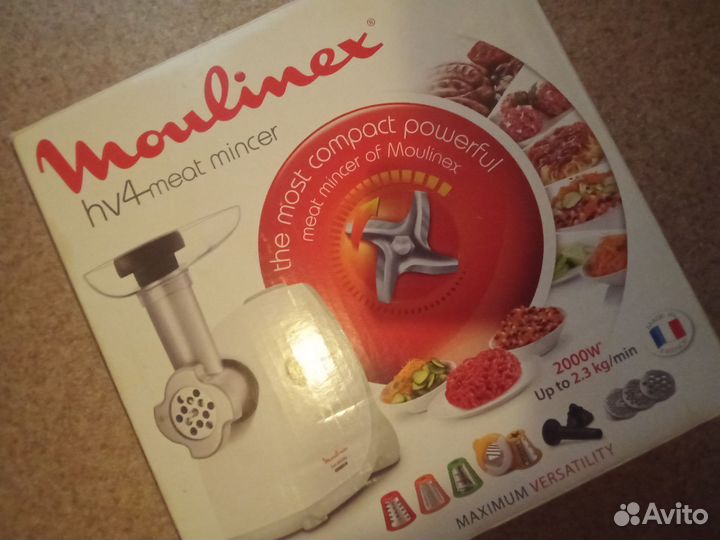 Moulinex®
hv4-meat mincer
the most compact powerful
meat mincer of Moulinex
2000W*
Up to 2.3 kg/min
MAXIMUM VERSATILITY
Moulinex
Avito